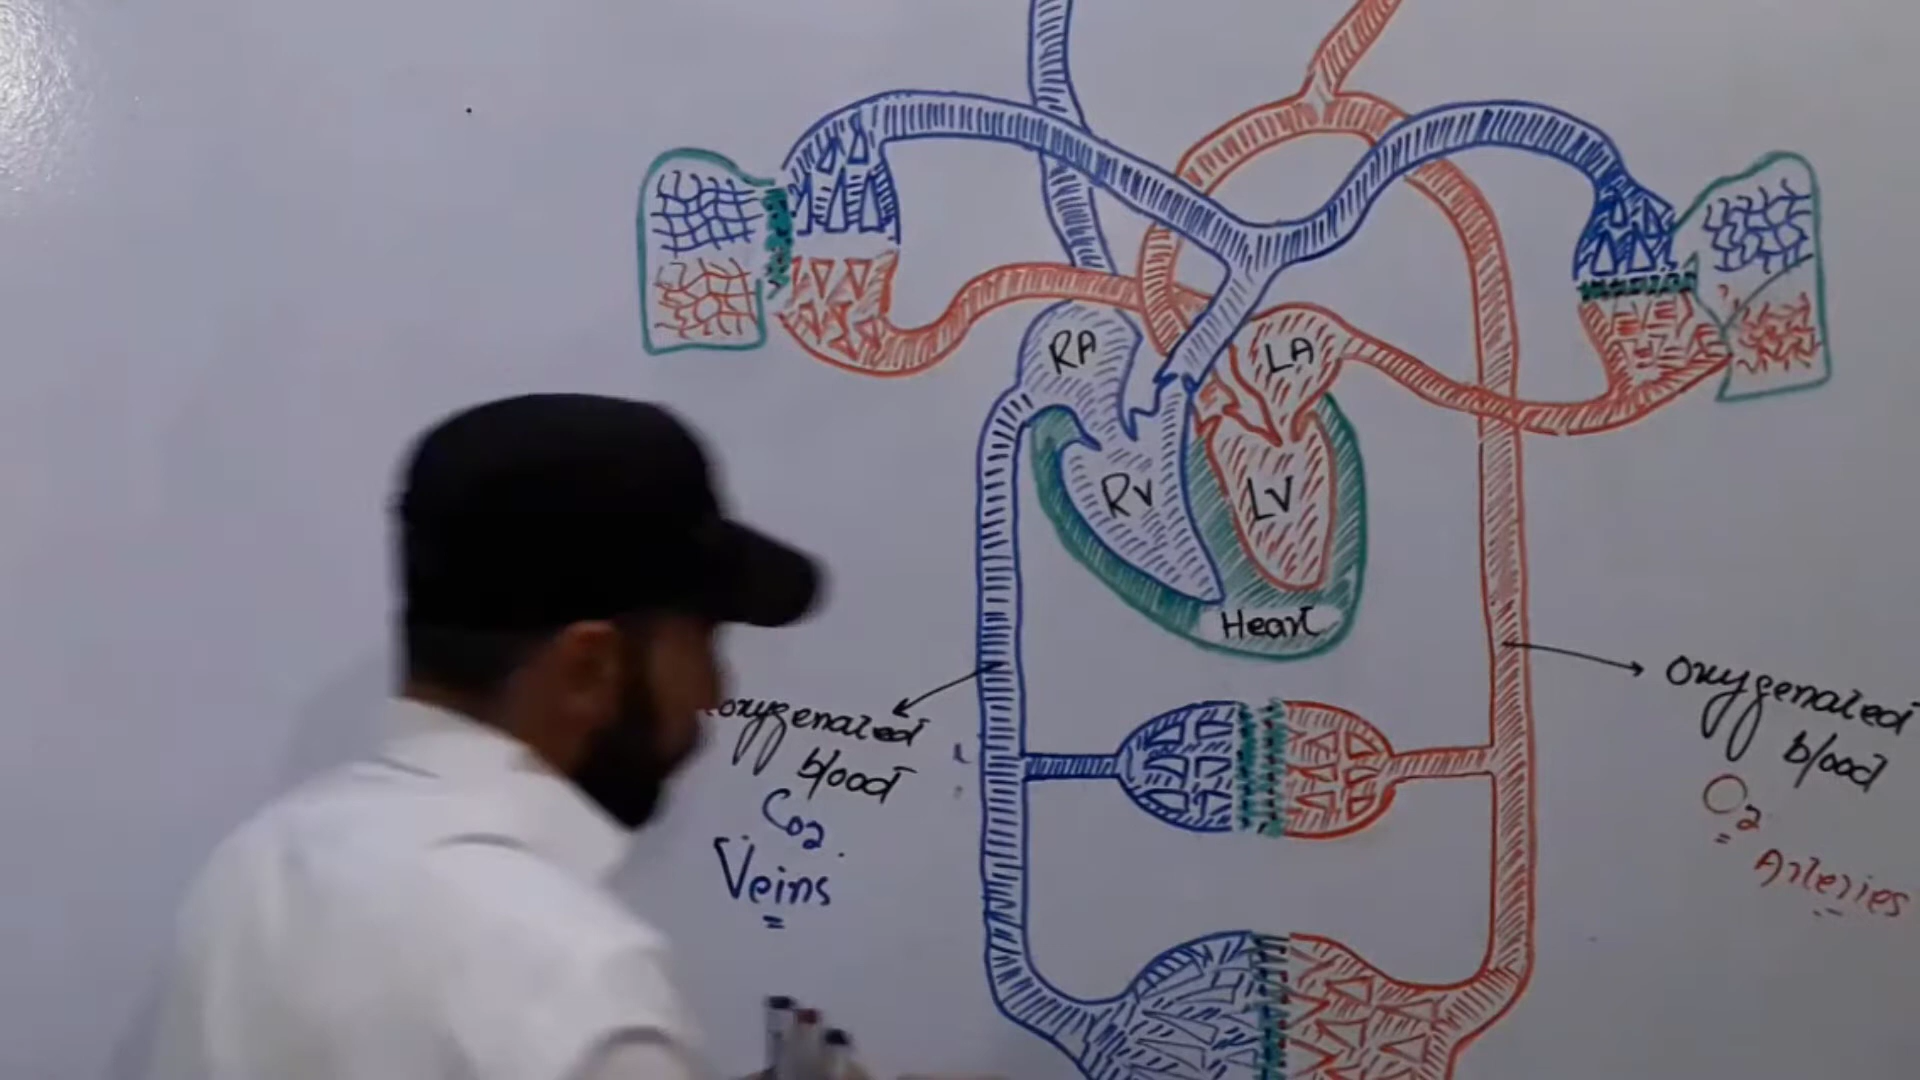 RA
LA
RV
LV
Heart
oxygenated
blood
CO2
Veins
oxygenated
blood
O2
Arteries